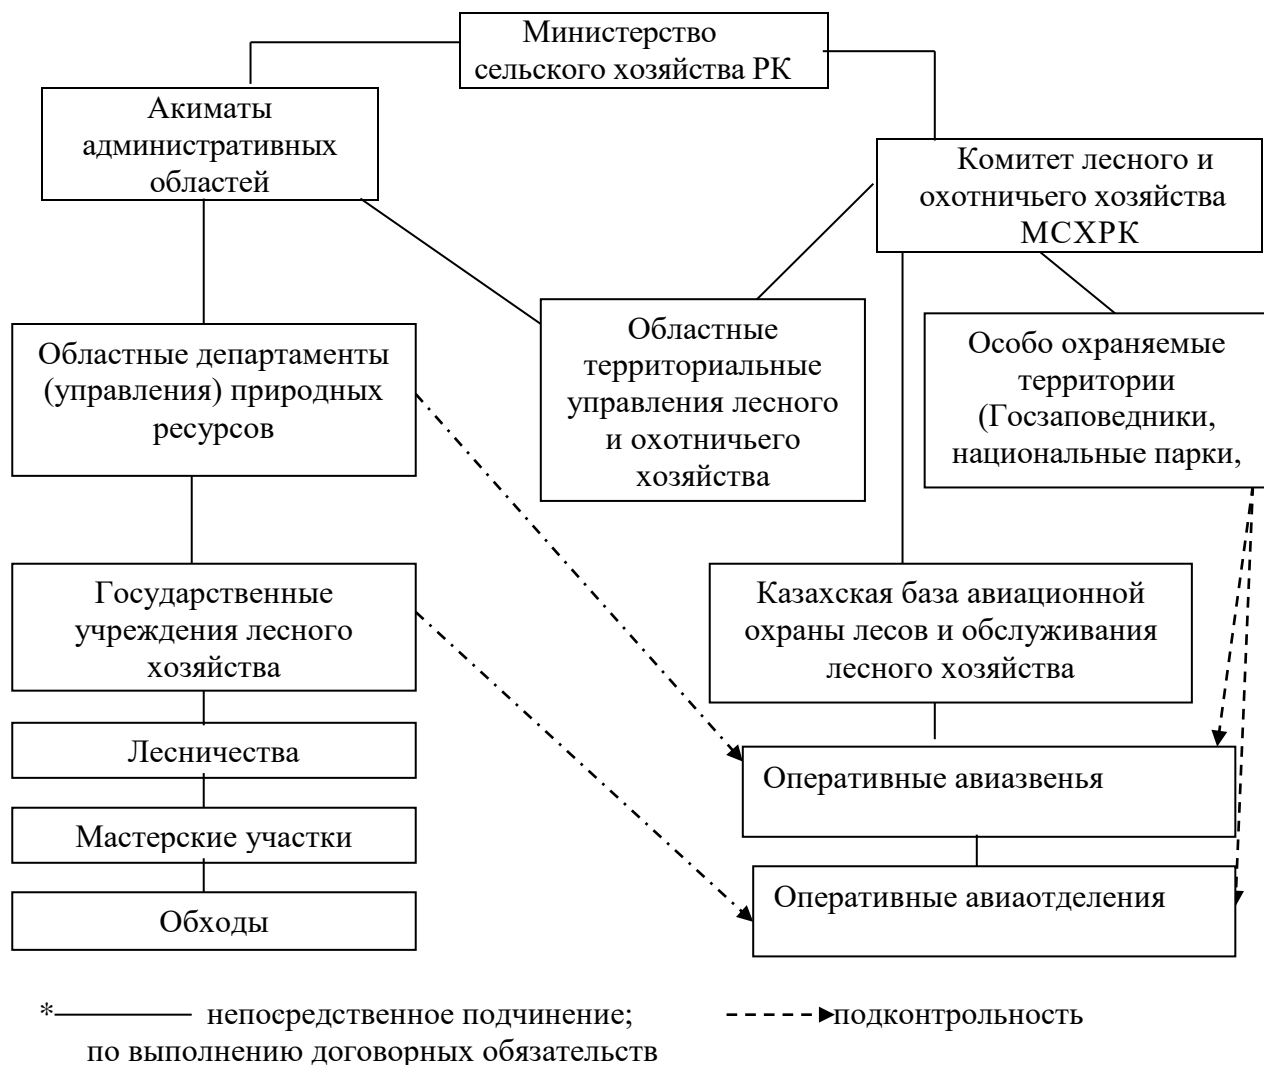 Министерство
сельского хозяйства РК
Акиматы
административных
областей
Комитет лесного и
охотничьего хозяйства
МСХРК
Областные департаменты
(управления) природных
ресурсов
Областные
территориальные
управления лесного
и охотничьего
хозяйства
Особо охраняемые
территории
(Госзаповедники,
национальные парки,
Государственные
учреждения лесного
хозяйства
Казахская база авиационной
охраны лесов и обслуживания
лесного хозяйства
Лесничества
Оперативные авиазвенья
Мастерские участки
Оперативные авиаотделения
Обходы
* непосредственное подчинение; подконтрольность
по выполнению договорных обязательств